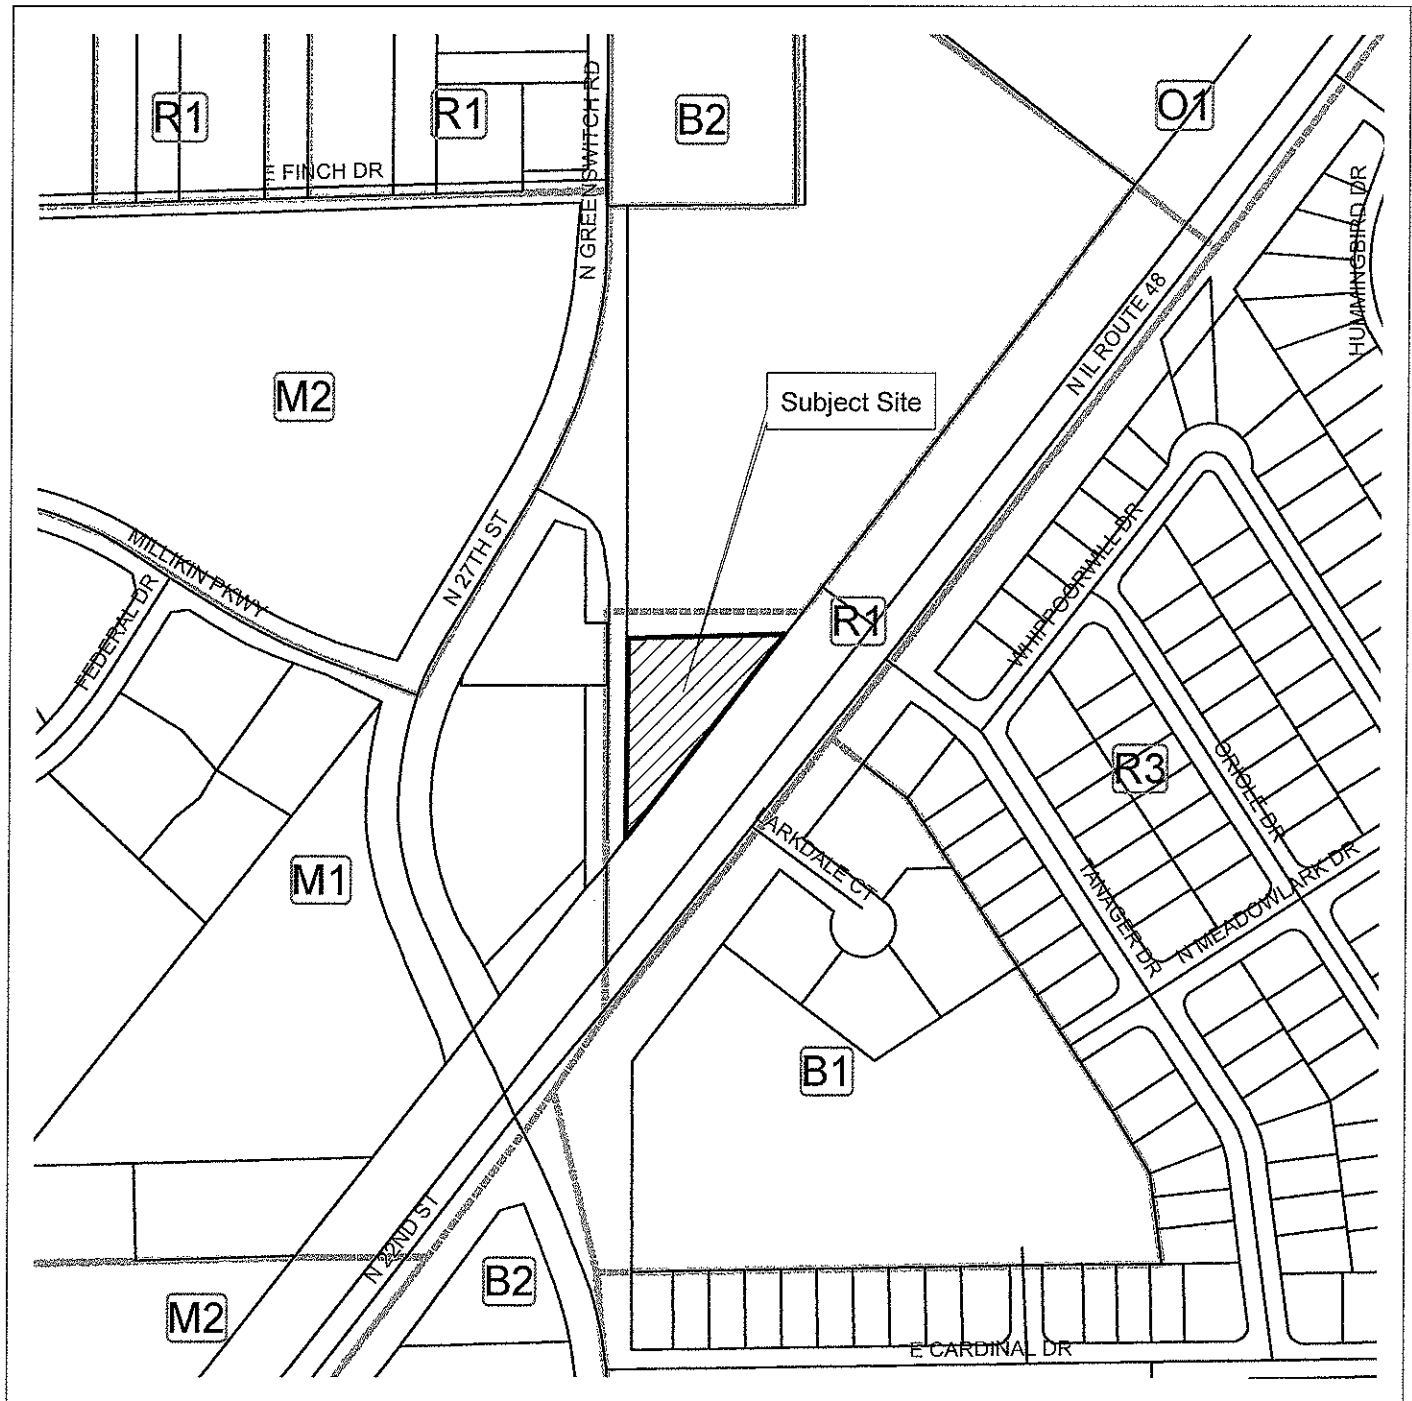 R1
R1
B2
O1
E FINCH DR
N GREENSWITCH RD
HUMMINGBIRD DR
N IL ROUTE 48
M2
Subject Site
MILLIKIN PKWY
N 27TH ST
FEDERAL DR
WHIPPOORWILL DR
R1
R3
ORIOLE DR
LARKDALE CT
TANAGER DR
N MEADOWLARK DR
M1
B1
N 22ND ST
B2
M2
E CARDINAL DR